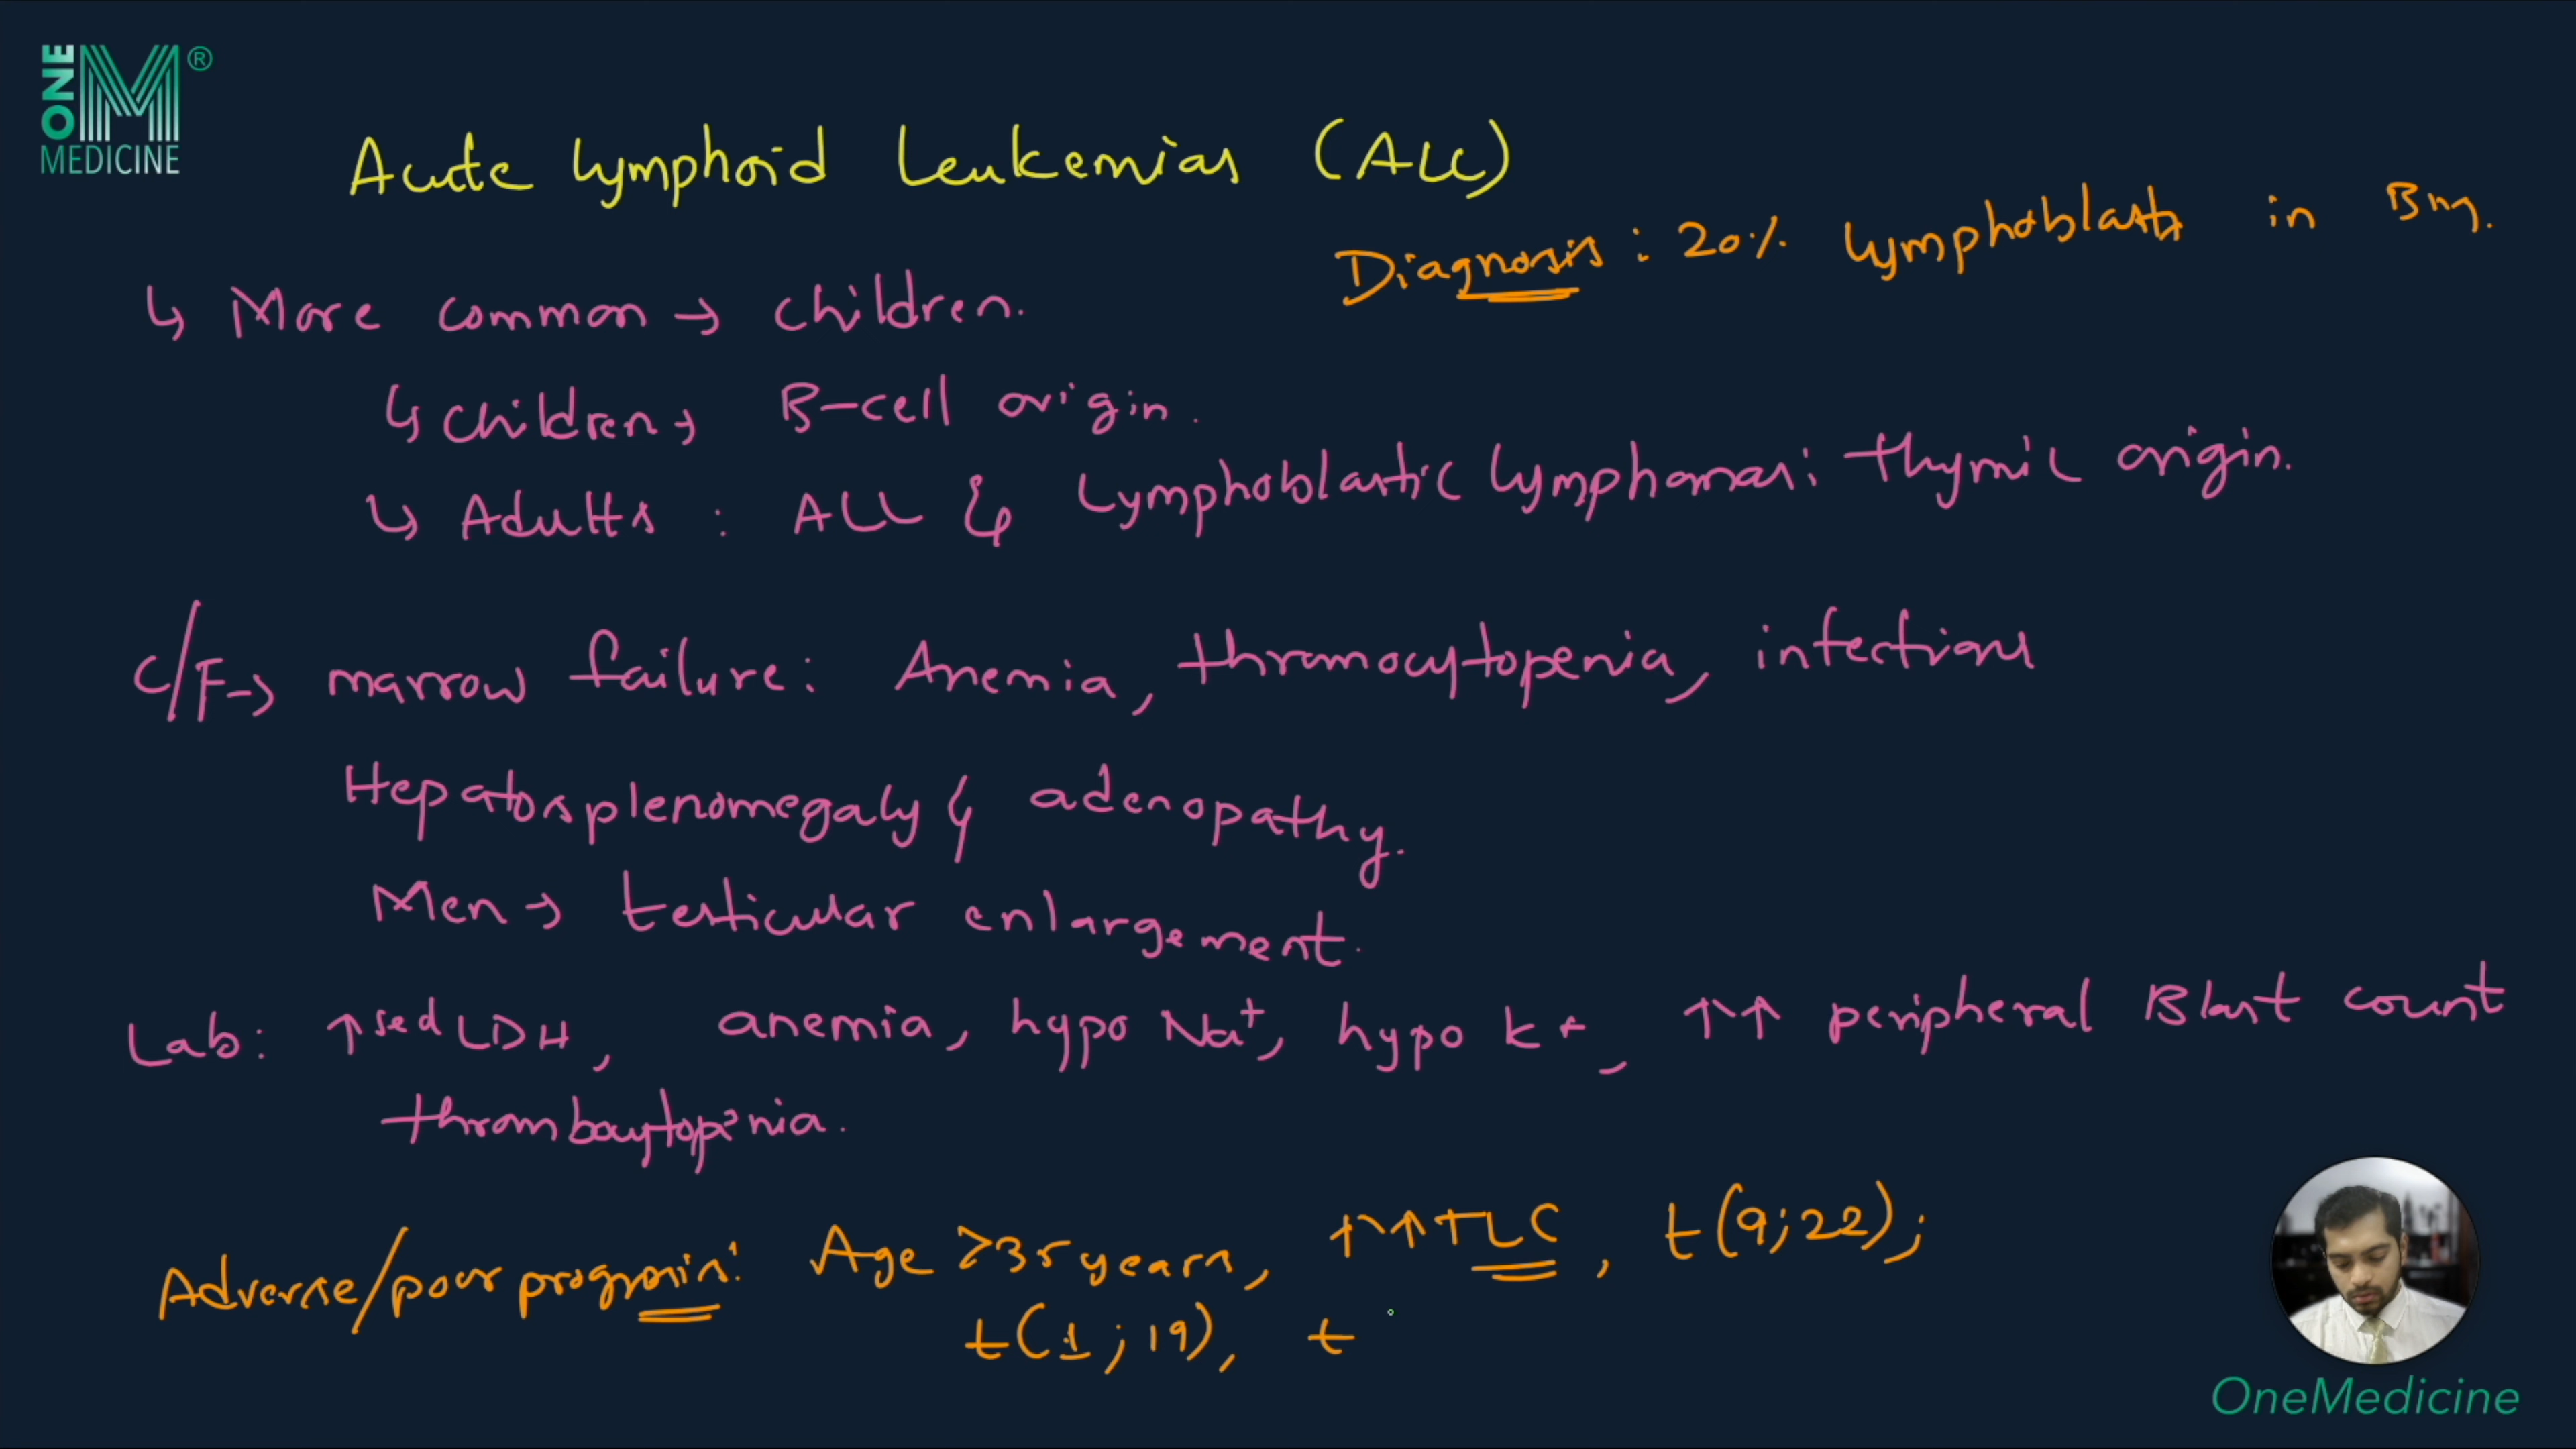 ONE M®
MEDICINE
Acute lymphoid Leukemias (ALL)
Diagnosis : 20% lymphoblasts in Bm.
↳ More common → children.
↳ children → B-cell origin.
↳ Adults : ALL & Lymphoblastic lymphomas: thymic origin.
C/F → marrow failure: Anemia, thromocytopenia, infections
Hepatosplenomegaly & adenopathy.
Men → testicular enlargement.
Lab: ↑sed LDH, anemia, hypo Na+, hypo K+, ↑↑ peripheral Blast count
thrombocytopenia.
Adverse/poor prognosis: Age >35 years, ↑↑TLC, t(9;22);
t(1;19), t
OneMedicine